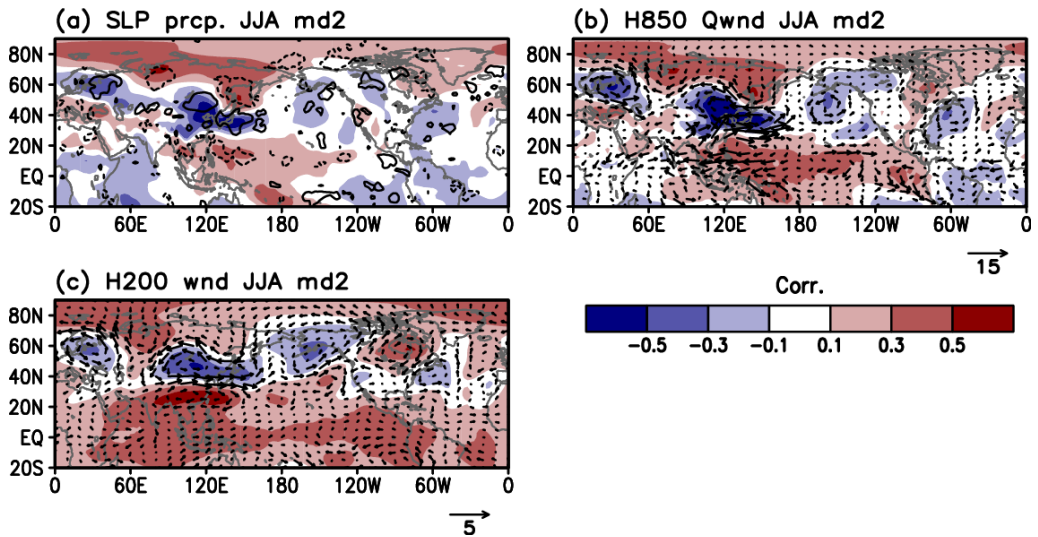 (a) SLP prcp. JJA md2
80N
60N
40N
20N
EQ
20S
0 60E 120E 180 120W 60W 0
(b) H850 Qwnd JJA md2
80N
60N
40N
20N
EQ
20S
0 60E 120E 180 120W 60W 0
15
(c) H200 wnd JJA md2
80N
60N
40N
20N
EQ
20S
0 60E 120E 180 120W 60W 0
5
Corr.
-0.5 -0.3 -0.1 0.1 0.3 0.5